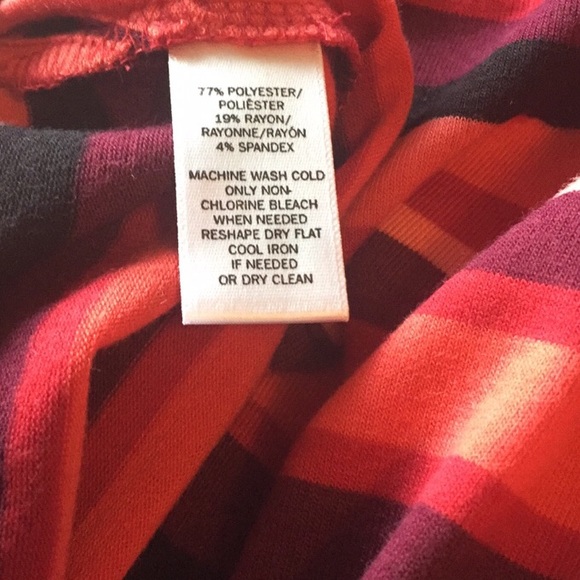 77% POLYESTER/
POLIÉSTER
19% RAYON/
RAYONNE/RAYÓN
4% SPANDEX
MACHINE WASH COLD
ONLY NON-
CHLORINE BLEACH
WHEN NEEDED
RESHAPE DRY FLAT
COOL IRON
IF NEEDED
OR DRY CLEAN